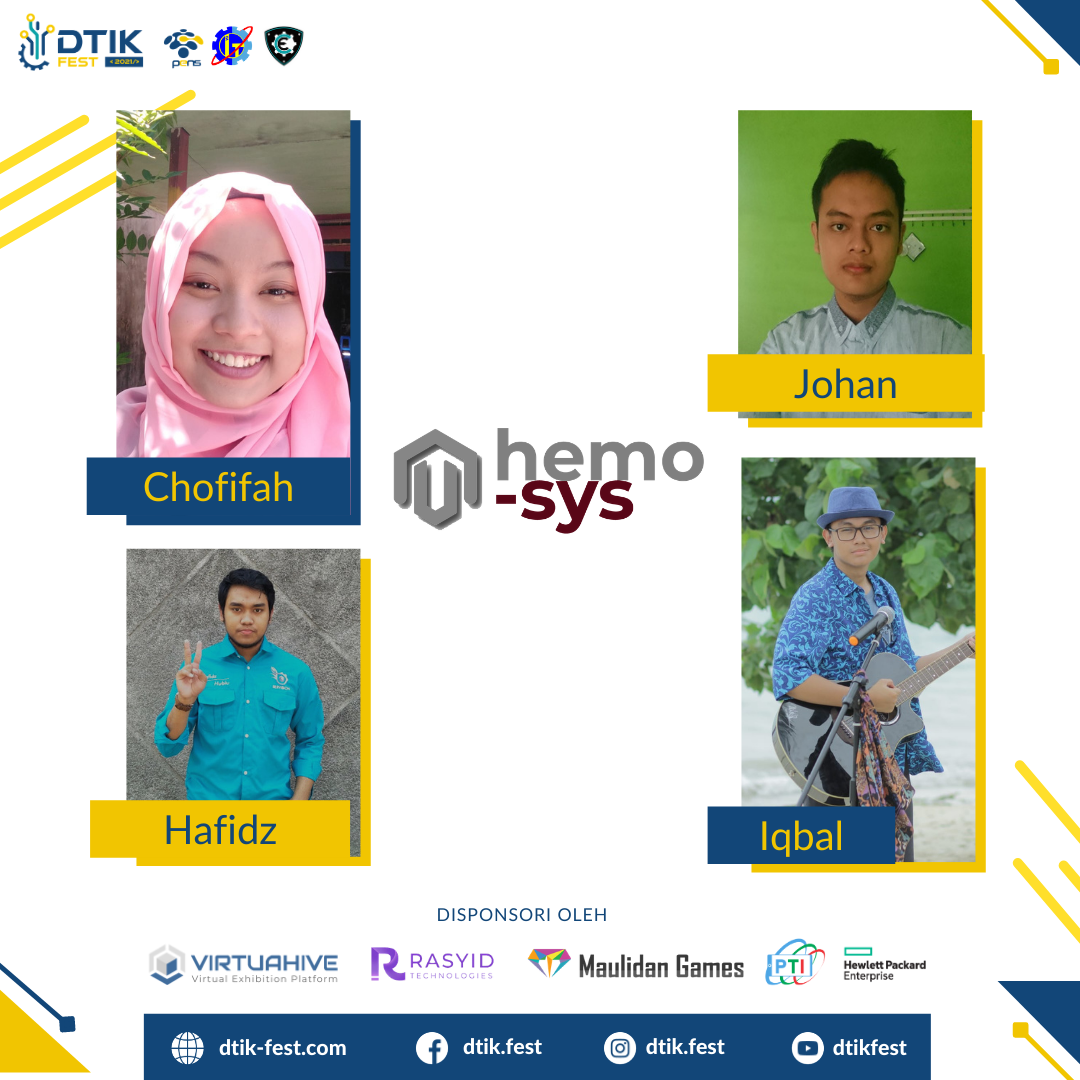 DTIK
FEST <2021/>
pens
Chofifah
Johan
hemo
-sys
Hafidz
Iqbal
DISPONSORI OLEH
VIRTUAHIVE
Virtual Exhibition Platform
RASYID
TECHNOLOGIES
Maulidan Games
PTI
Hewlett Packard
Enterprise
dtik-fest.com
dtik.fest
dtik.fest
dtikfest